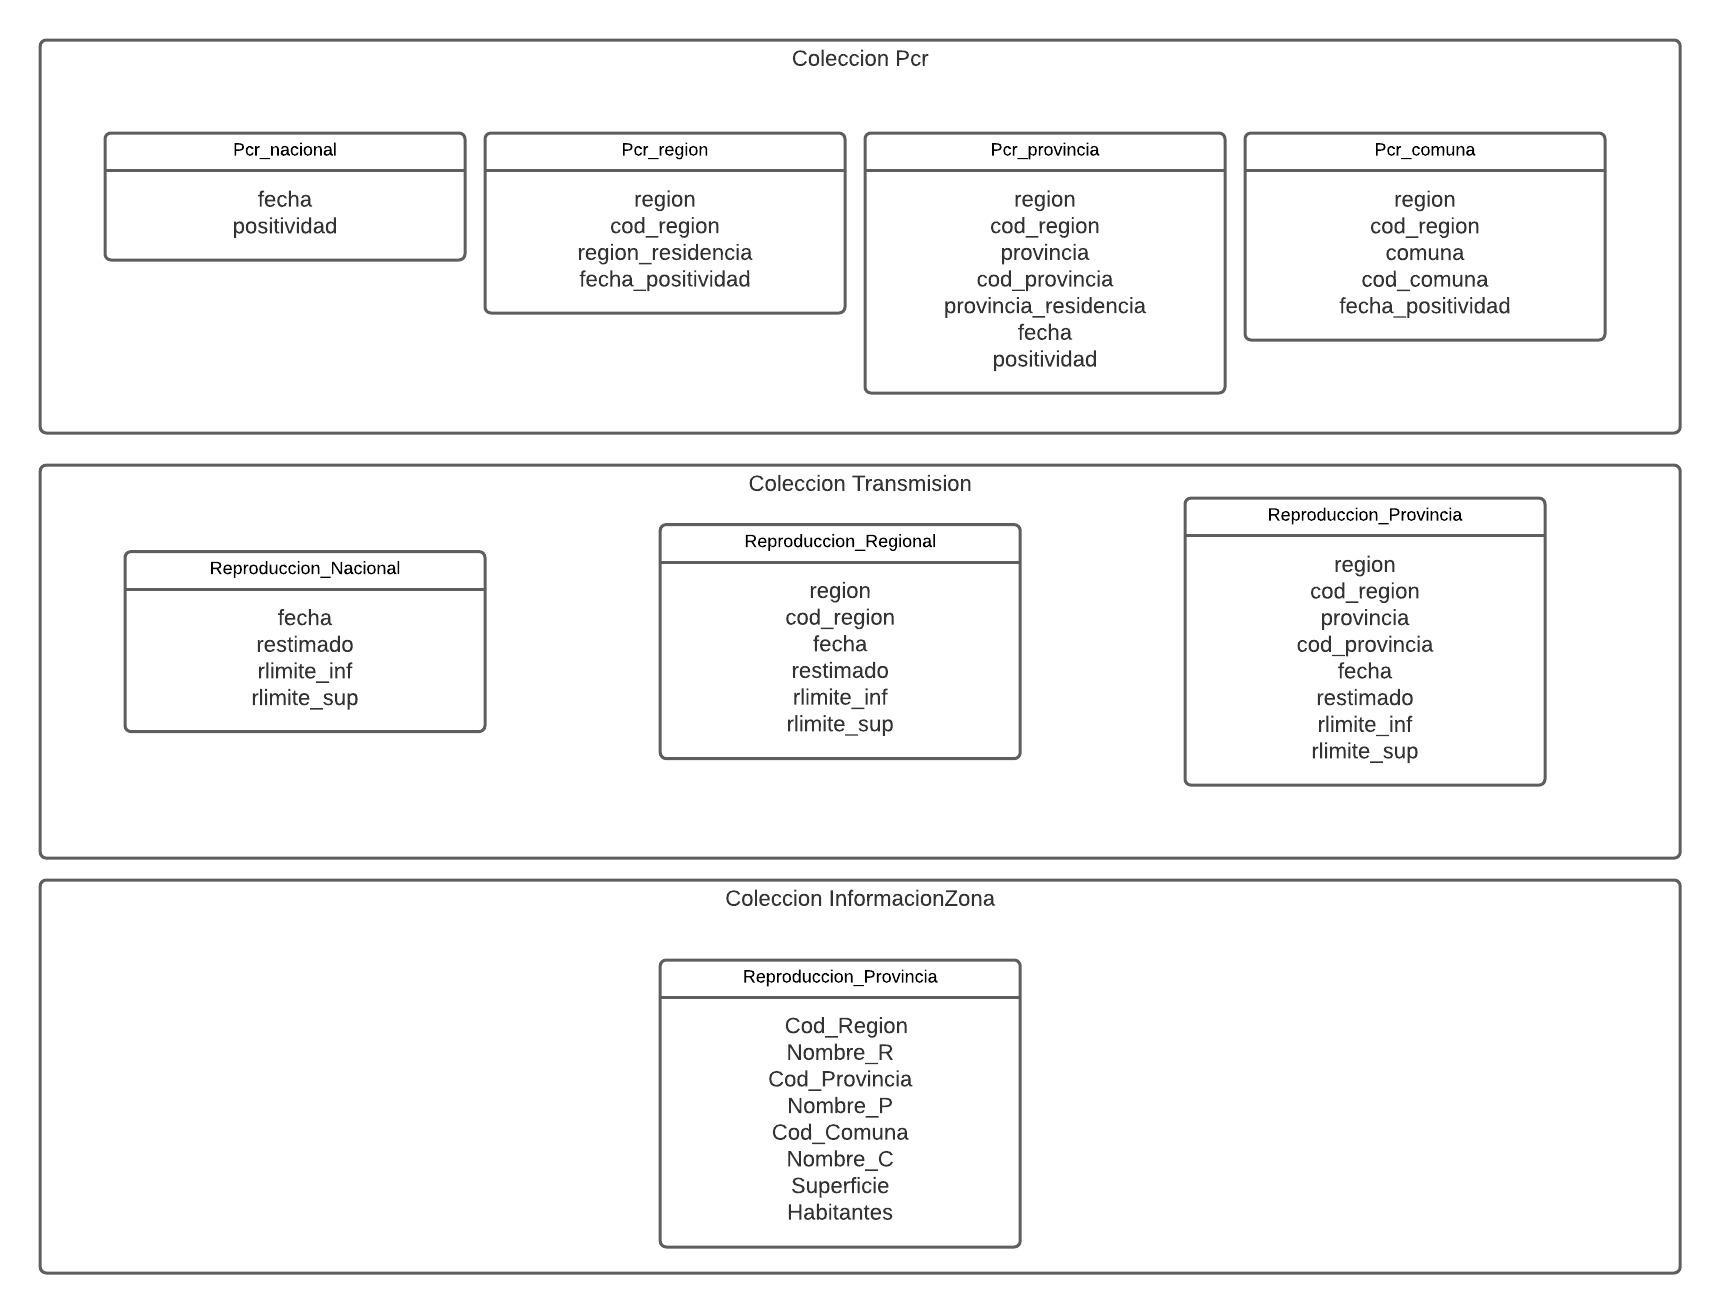 Coleccion Pcr
Pcr_nacional
fecha
positividad
Pcr_region
region
cod_region
region_residencia
fecha_positividad
Pcr_provincia
region
cod_region
provincia
cod_provincia
provincia_residencia
fecha
positividad
Pcr_comuna
region
cod_region
comuna
cod_comuna
fecha_positividad
Coleccion Transmision
Reproduccion_Nacional
fecha
restimado
rlimite_inf
rlimite_sup
Reproduccion_Regional
region
cod_region
fecha
restimado
rlimite_inf
rlimite_sup
Reproduccion_Provincia
region
cod_region
provincia
cod_provincia
fecha
restimado
rlimite_inf
rlimite_sup
Coleccion InformacionZona
Reproduccion_Provincia
Cod_Region
Nombre_R
Cod_Provincia
Nombre_P
Cod_Comuna
Nombre_C
Superficie
Habitantes